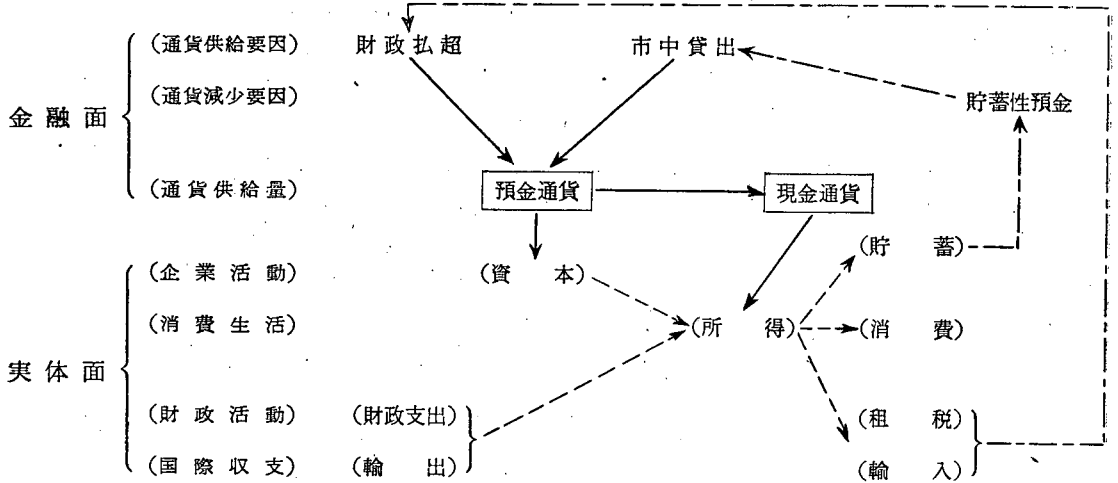 (通貨供給要因) 財政払超 市中貸出
(通貨減少要因) 貯蓄性預金
金融面
(通貨供給量) 預金通貨 現金通貨
(企業活動) (資本) (貯蓄)
(消費生活) (所得) (消費)
実体面
(財政活動) (財政支出) (租税)
(国際収支) (輸出) (輸入)